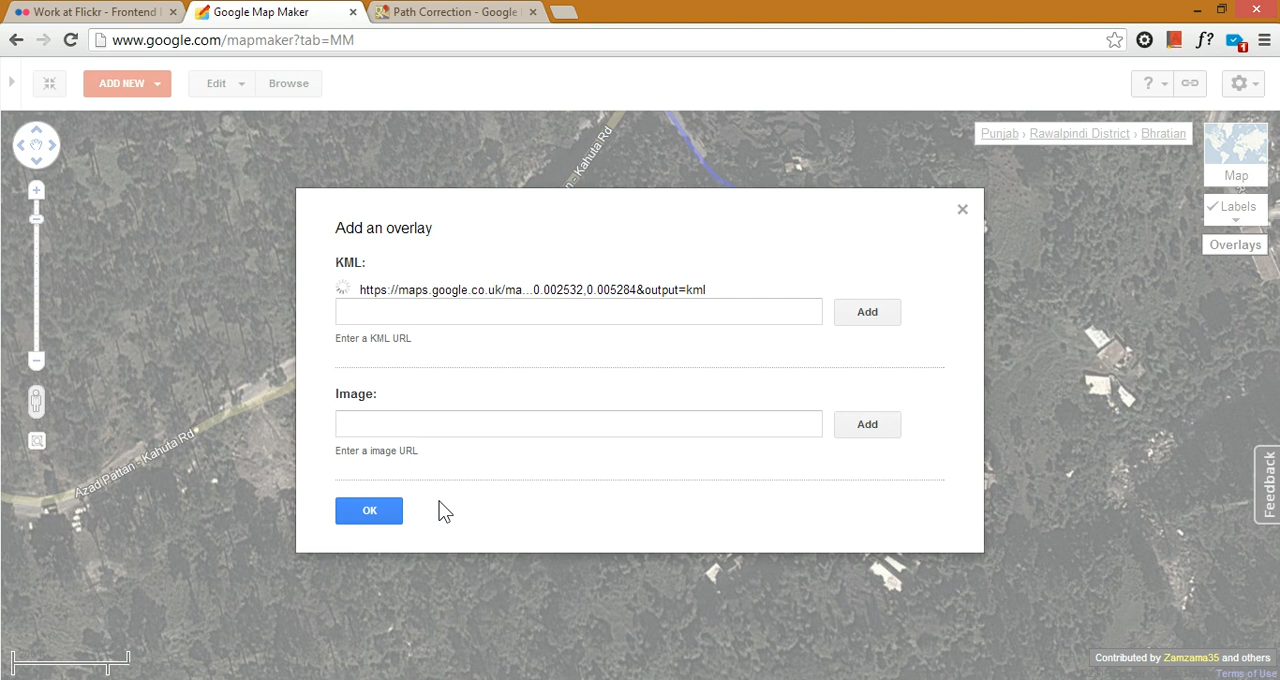 Work at Flickr - Frontend
Google Map Maker
Path Correction - Google
www.google.com/mapmaker?tab=MM
f?
1
ADD NEW
Edit
Browse
?
Punjab › Rawalpindi District › Bhratian
Map
Labels
Overlays
Kahuta Rd
Add an overlay
KML:
https://maps.google.co.uk/ma...0.002532,0.005284&output=kml
Add
Enter a KML URL
Image:
Add
Enter a image URL
OK
Azad Pattan - Kahuta Rd
Feedback
Contributed by Zamzama35 and others
Terms of Use